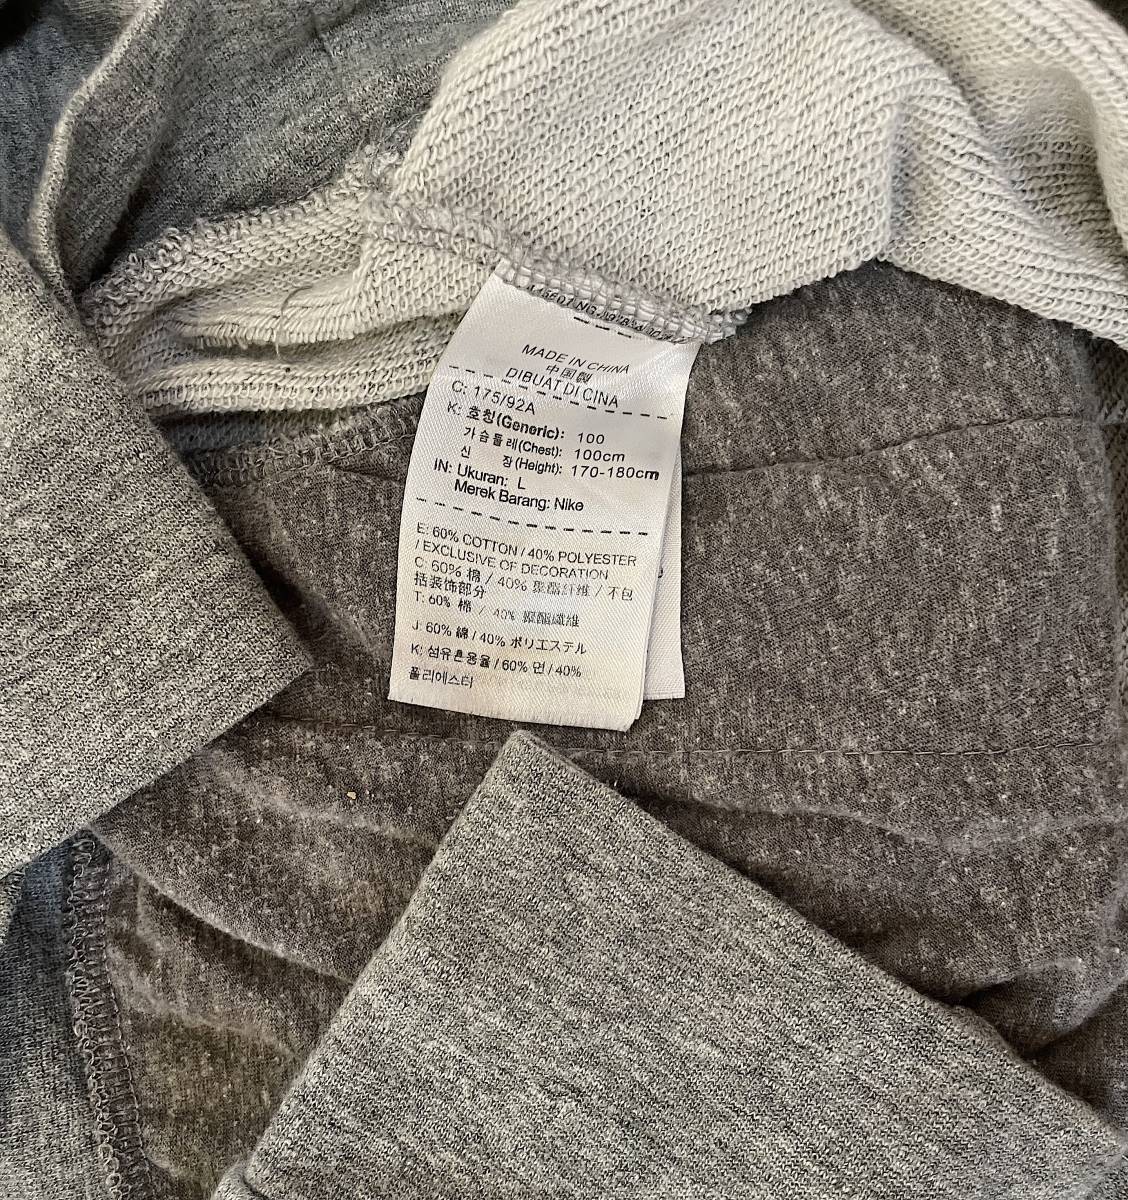 MADE IN CHINA
中国製
DIBUAT DI CINA
C: 175/92A
K: 호칭(Generic): 100
가슴둘레(Chest): 100cm
신 장(Height): 170-180cm
IN: Ukuran: L
Merek Barang: Nike
E: 60% COTTON / 40% POLYESTER
/ EXCLUSIVE OF DECORATION
C: 60% 棉 / 40% 聚酯纤维 / 不包
括装饰部分
T: 60% 棉 / 40% 聚酯纖維
J: 60% 綿 / 40% ポリエステル
K: 섬유혼용율 / 60% 면 / 40%
폴리에스터